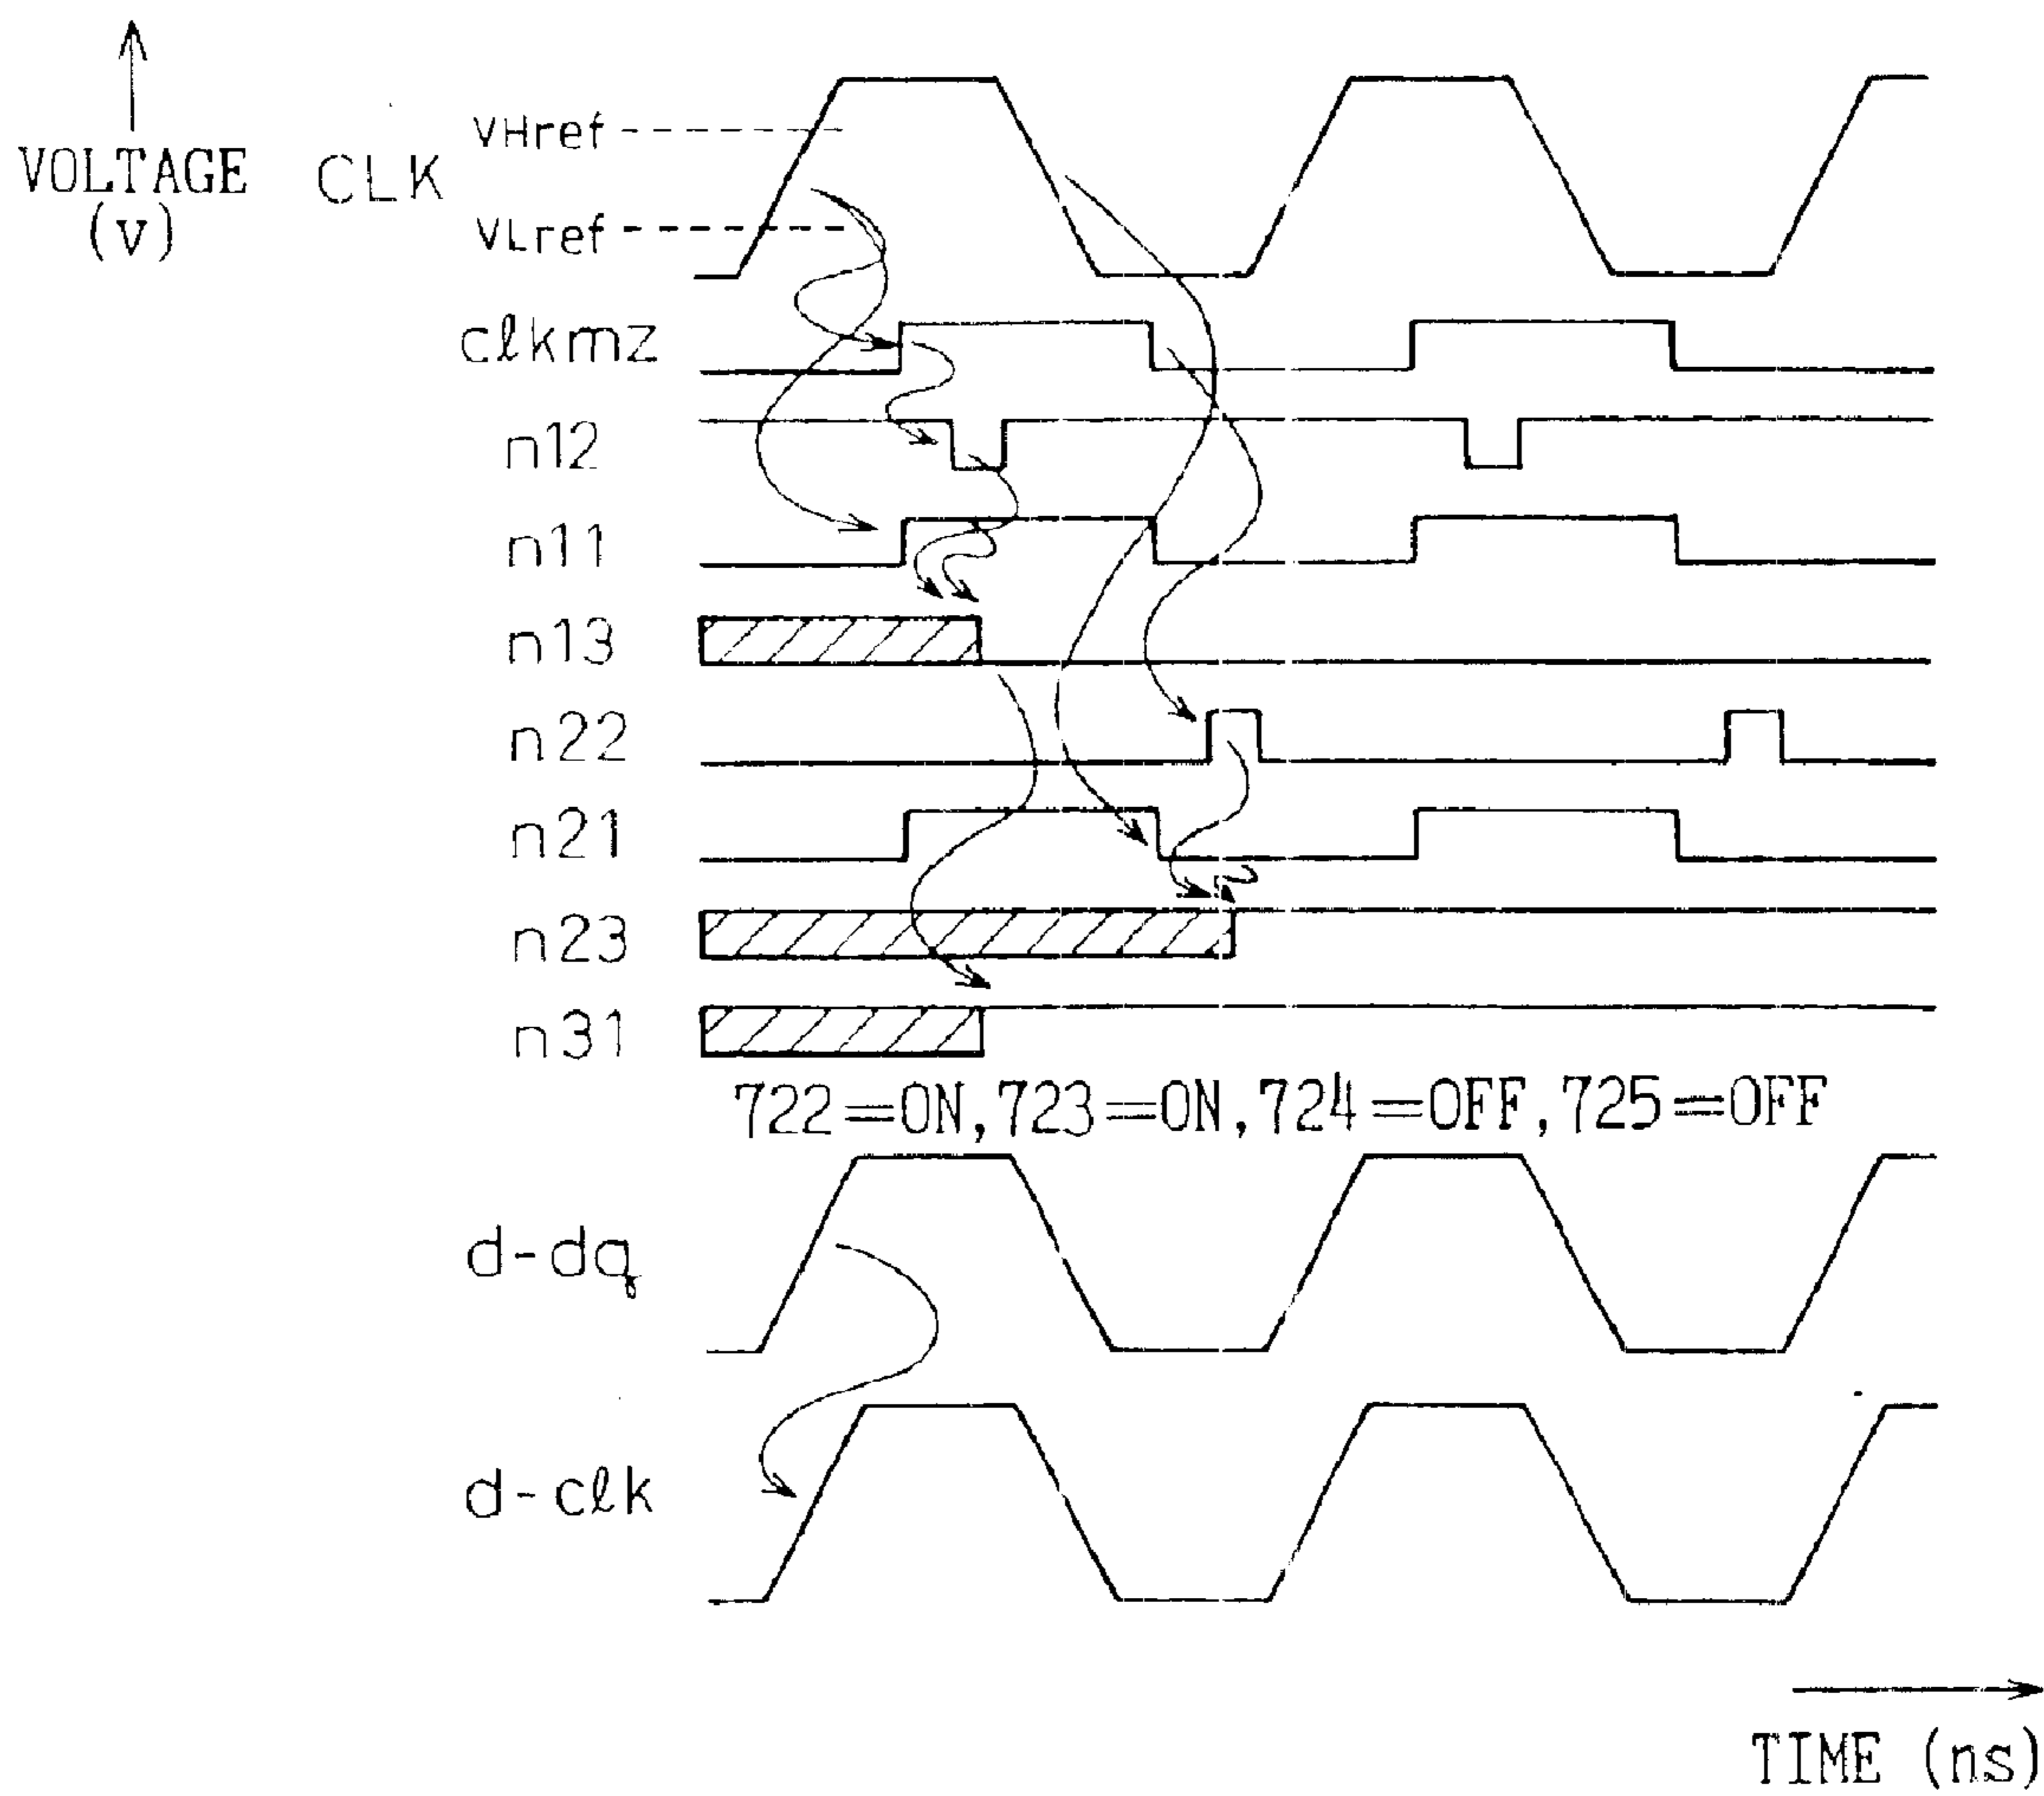 VOLTAGE
(V)
CLK
VHref
VLref
cℓkmz
n12
n11
n13
n22
n21
n23
n31
722=ON,723=ON,724=OFF,725=OFF
d-dq
d-cℓk
TIME (ns)